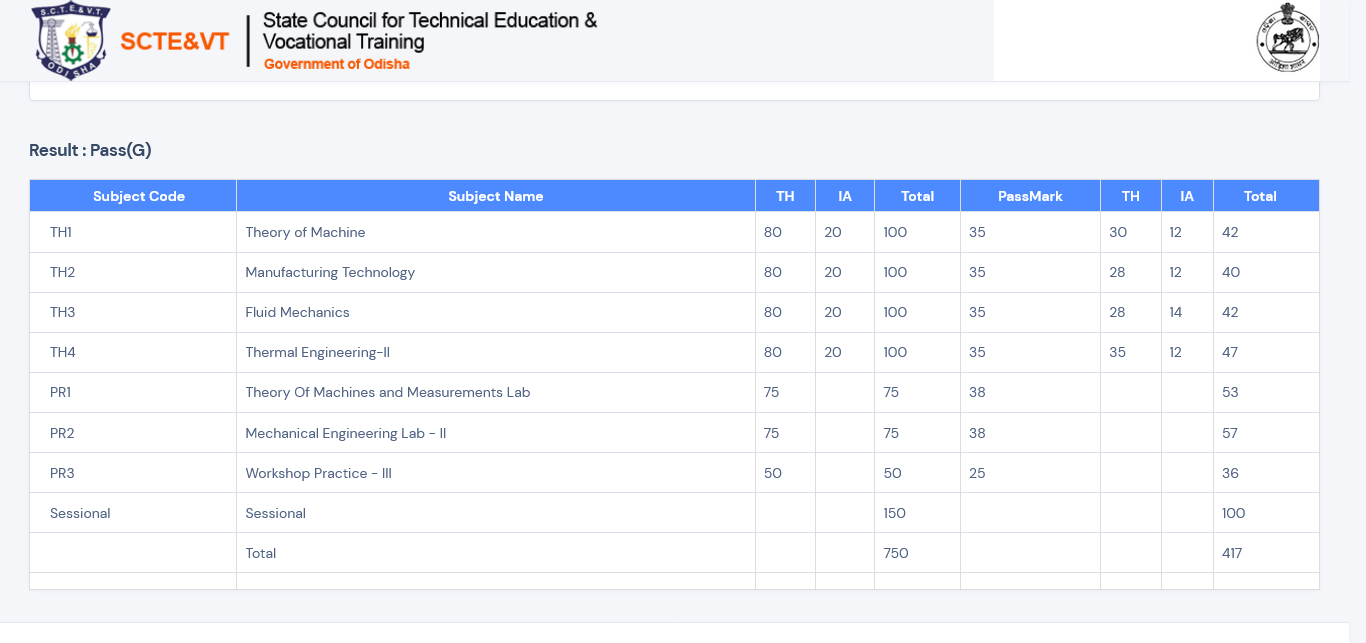 S.C.T.E.&V.T.
ODISHA
SCTE&VT
State Council for Technical Education &
Vocational Training
Government of Odisha
Result : Pass(G)
Subject Code Subject Name TH IA Total PassMark TH IA Total
TH1 Theory of Machine 80 20 100 35 30 12 42
TH2 Manufacturing Technology 80 20 100 35 28 12 40
TH3 Fluid Mechanics 80 20 100 35 28 14 42
TH4 Thermal Engineering-II 80 20 100 35 35 12 47
PR1 Theory Of Machines and Measurements Lab 75 75 38 53
PR2 Mechanical Engineering Lab - II 75 75 38 57
PR3 Workshop Practice - III 50 50 25 36
Sessional Sessional 150 100
Total 750 417